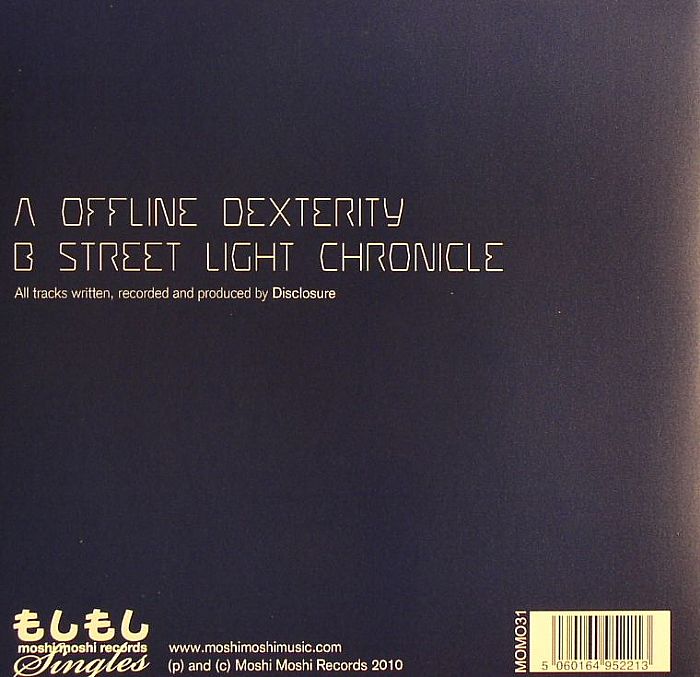 A OFFLINE DEXTERITY
B STREET LIGHT CHRONICLE
All tracks written, recorded and produced by Disclosure
もしもし
moshi moshi records
Singles
www.moshimoshimusic.com
(p) and (c) Moshi Moshi Records 2010
MOMO31
5 060164 952213